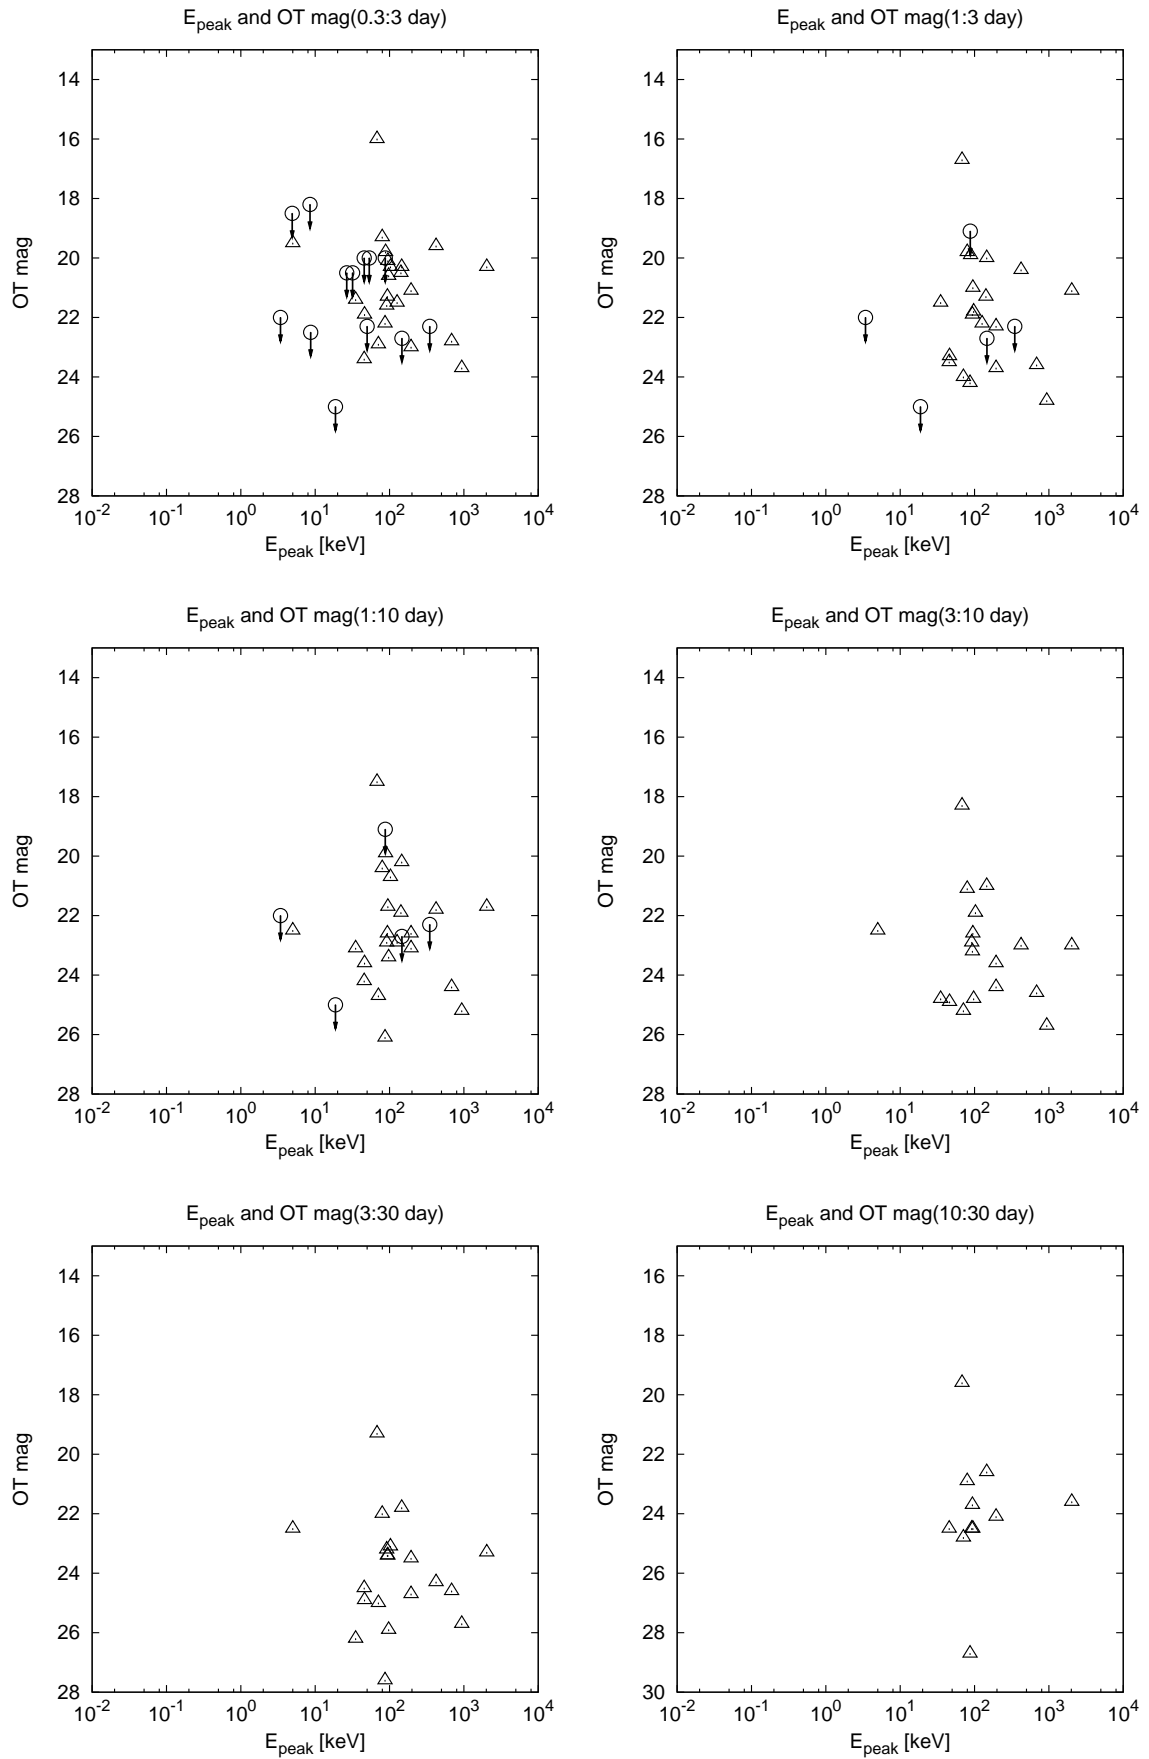 E_peak and OT mag(0.3:3 day)
14
16
18
20
22
24
26
28
OT mag
10^-2 10^-1 10^0 10^1 10^2 10^3 10^4
E_peak [keV]
E_peak and OT mag(1:3 day)
14
16
18
20
22
24
26
28
OT mag
10^-2 10^-1 10^0 10^1 10^2 10^3 10^4
E_peak [keV]
E_peak and OT mag(1:10 day)
14
16
18
20
22
24
26
28
OT mag
10^-2 10^-1 10^0 10^1 10^2 10^3 10^4
E_peak [keV]
E_peak and OT mag(3:10 day)
14
16
18
20
22
24
26
28
OT mag
10^-2 10^-1 10^0 10^1 10^2 10^3 10^4
E_peak [keV]
E_peak and OT mag(3:30 day)
14
16
18
20
22
24
26
28
OT mag
10^-2 10^-1 10^0 10^1 10^2 10^3 10^4
E_peak [keV]
E_peak and OT mag(10:30 day)
16
18
20
22
24
26
28
30
OT mag
10^-2 10^-1 10^0 10^1 10^2 10^3 10^4
E_peak [keV]